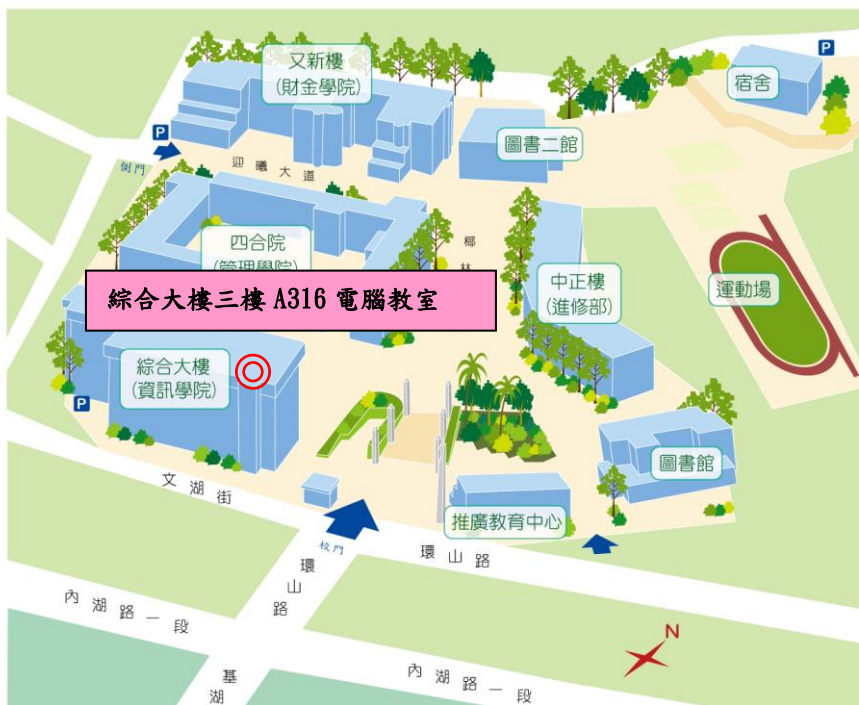 又新樓
(財金學院)
P
宿舍
P
圖書二館
側門
迎曦大道
四合院
(管理學院)
椰林
中正樓
(進修部)
運動場
綜合大樓三樓 A316 電腦教室
綜合大樓
(資訊學院)
P
圖書館
文湖街
推廣教育中心
校門
環山路
環山路
內湖路一段
N
內湖路一段
基湖